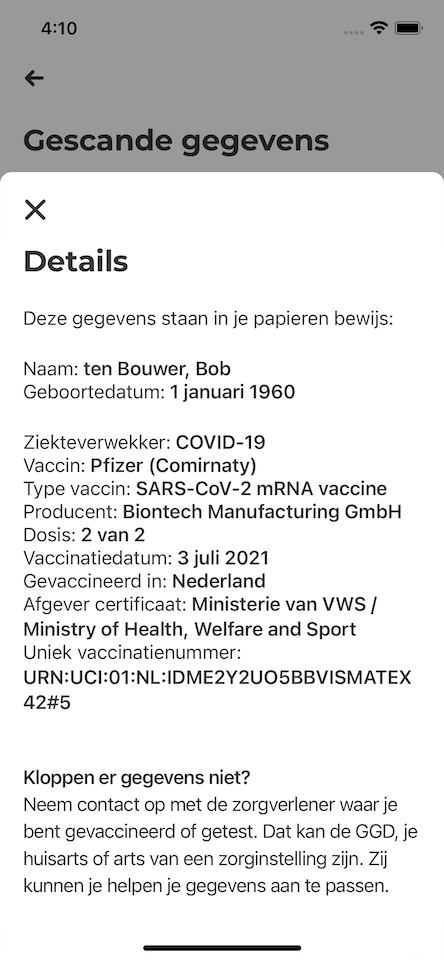 4:10
Gescande gegevens
Details
Deze gegevens staan in je papieren bewijs:
Naam: ten Bouwer, Bob
Geboortedatum: 1 januari 1960
Ziekteverwekker: COVID-19
Vaccin: Pfizer (Comirnaty)
Type vaccin: SARS-CoV-2 mRNA vaccine
Producent: Biontech Manufacturing GmbH
Dosis: 2 van 2
Vaccinatiedatum: 3 juli 2021
Gevaccineerd in: Nederland
Afgever certificaat: Ministerie van VWS /
Ministry of Health, Welfare and Sport
Uniek vaccinatienummer:
URN:UCI:01:NL:IDME2Y2UO5BBVISMATEX
42#5
Kloppen er gegevens niet?
Neem contact op met de zorgverlener waar je
bent gevaccineerd of getest. Dat kan de GGD, je
huisarts of arts van een zorginstelling zijn. Zij
kunnen je helpen je gegevens aan te passen.